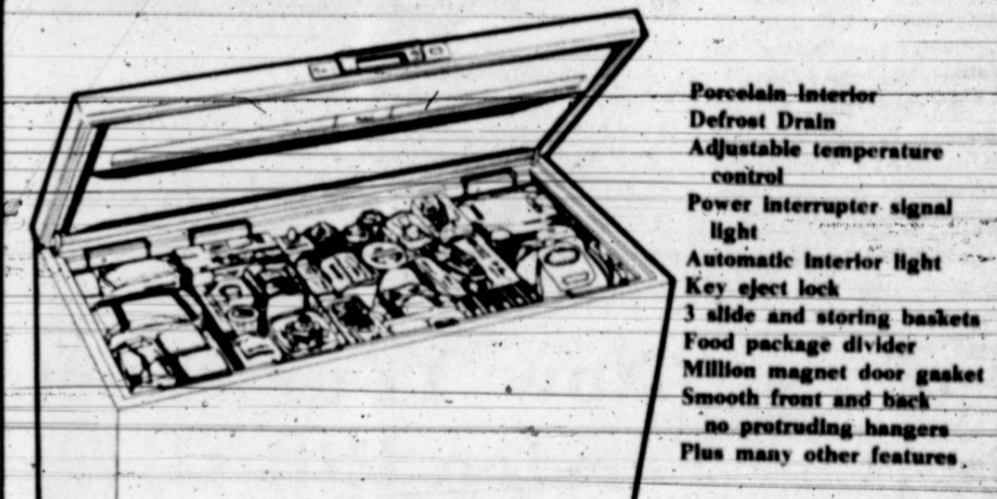 Porcelain Interior
Defrost Drain
Adjustable temperature
control
Power interrupter signal
light
Automatic interior light
Key eject lock
3 slide and storing baskets
Food package divider
Million magnet door gasket
Smooth front and back
no protruding hangers
Plus many other features.